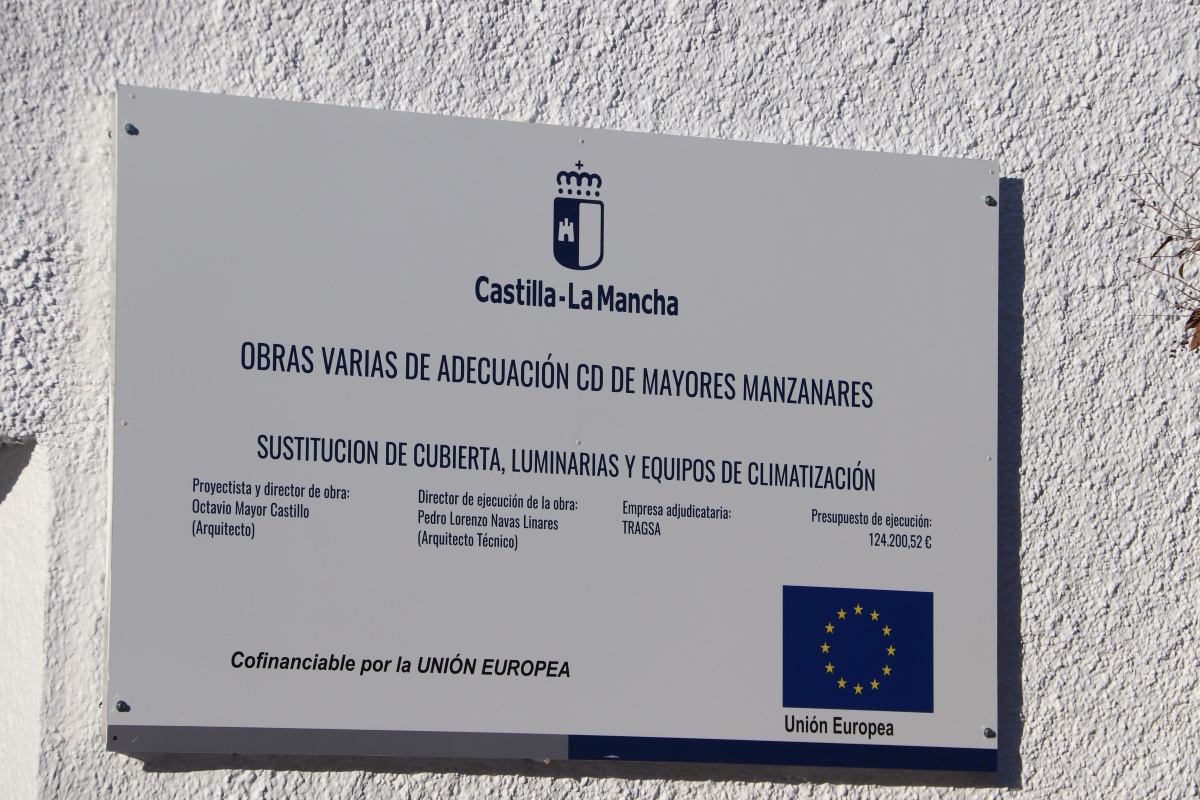 Castilla-La Mancha
OBRAS VARIAS DE ADECUACIÓN CD DE MAYORES MANZANARES
SUSTITUCION DE CUBIERTA, LUMINARIAS Y EQUIPOS DE CLIMATIZACIÓN
Proyectista y director de obra:
Octavio Mayor Castillo
(Arquitecto)
Director de ejecución de la obra:
Pedro Lorenzo Navas Linares
(Arquitecto Técnico)
Empresa adjudicataria:
TRAGSA
Presupuesto de ejecución:
124.200,52 €
Cofinanciable por la UNIÓN EUROPEA
Unión Europea